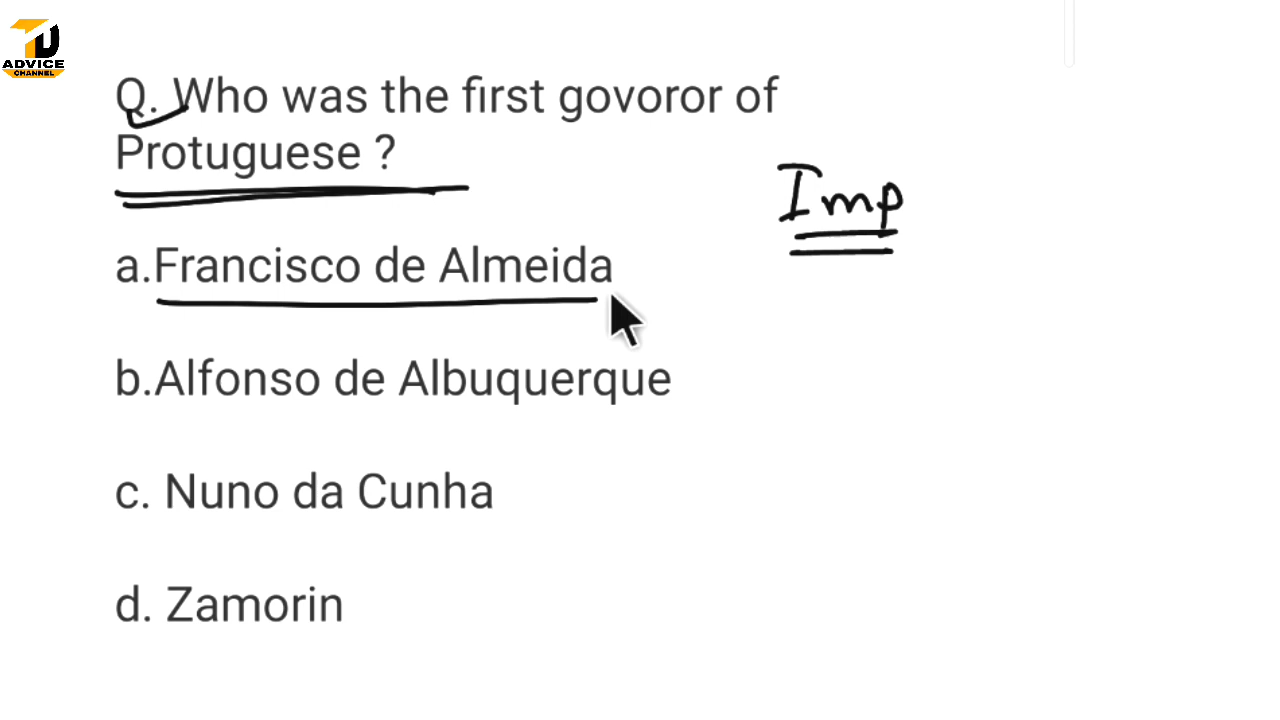 TD
ADVICE
CHANNEL
Q. Who was the first govoror of
Protuguese ?
Imp
a.Francisco de Almeida
b.Alfonso de Albuquerque
c. Nuno da Cunha
d. Zamorin